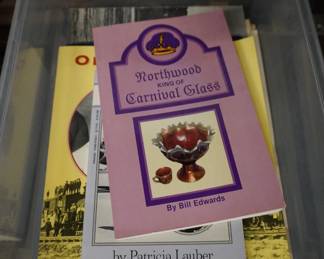 Northwood
KING OF
Carnival Glass
By Bill Edwards
by Patricia Lauber